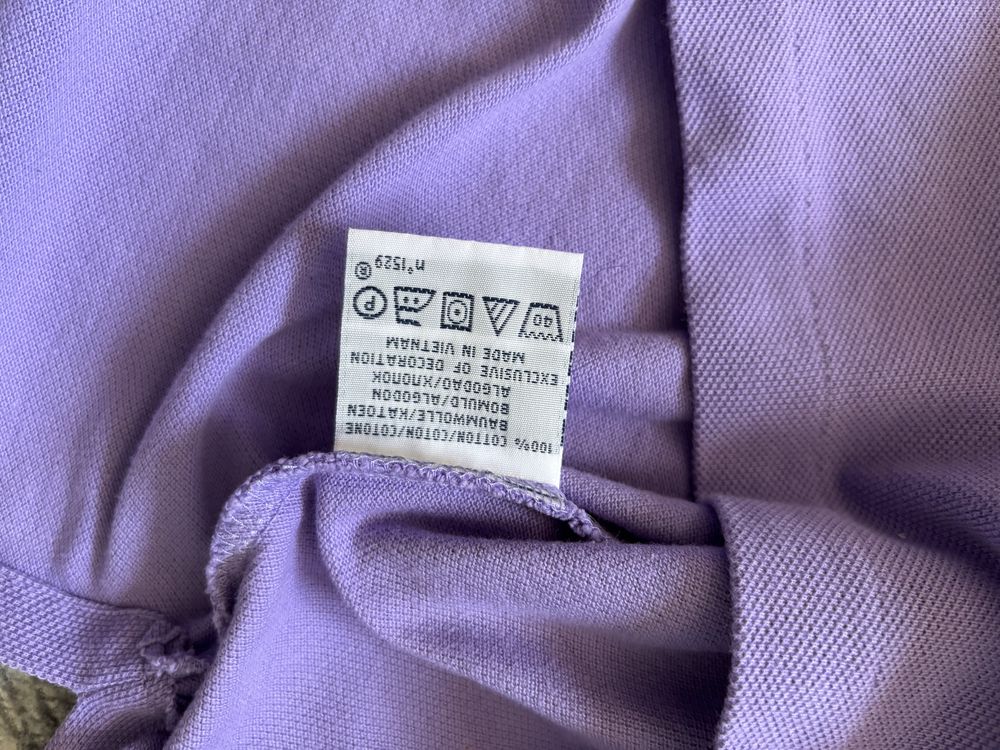 100% COTTON/COTON/COTONE
BAUMWOLLE/KATOEN
BOMULD/ALGODON
ALGODAO/ХЛОПОК
EXCLUSIVE OF DECORATION
MADE IN VIETNAM
40 P
® n°1529